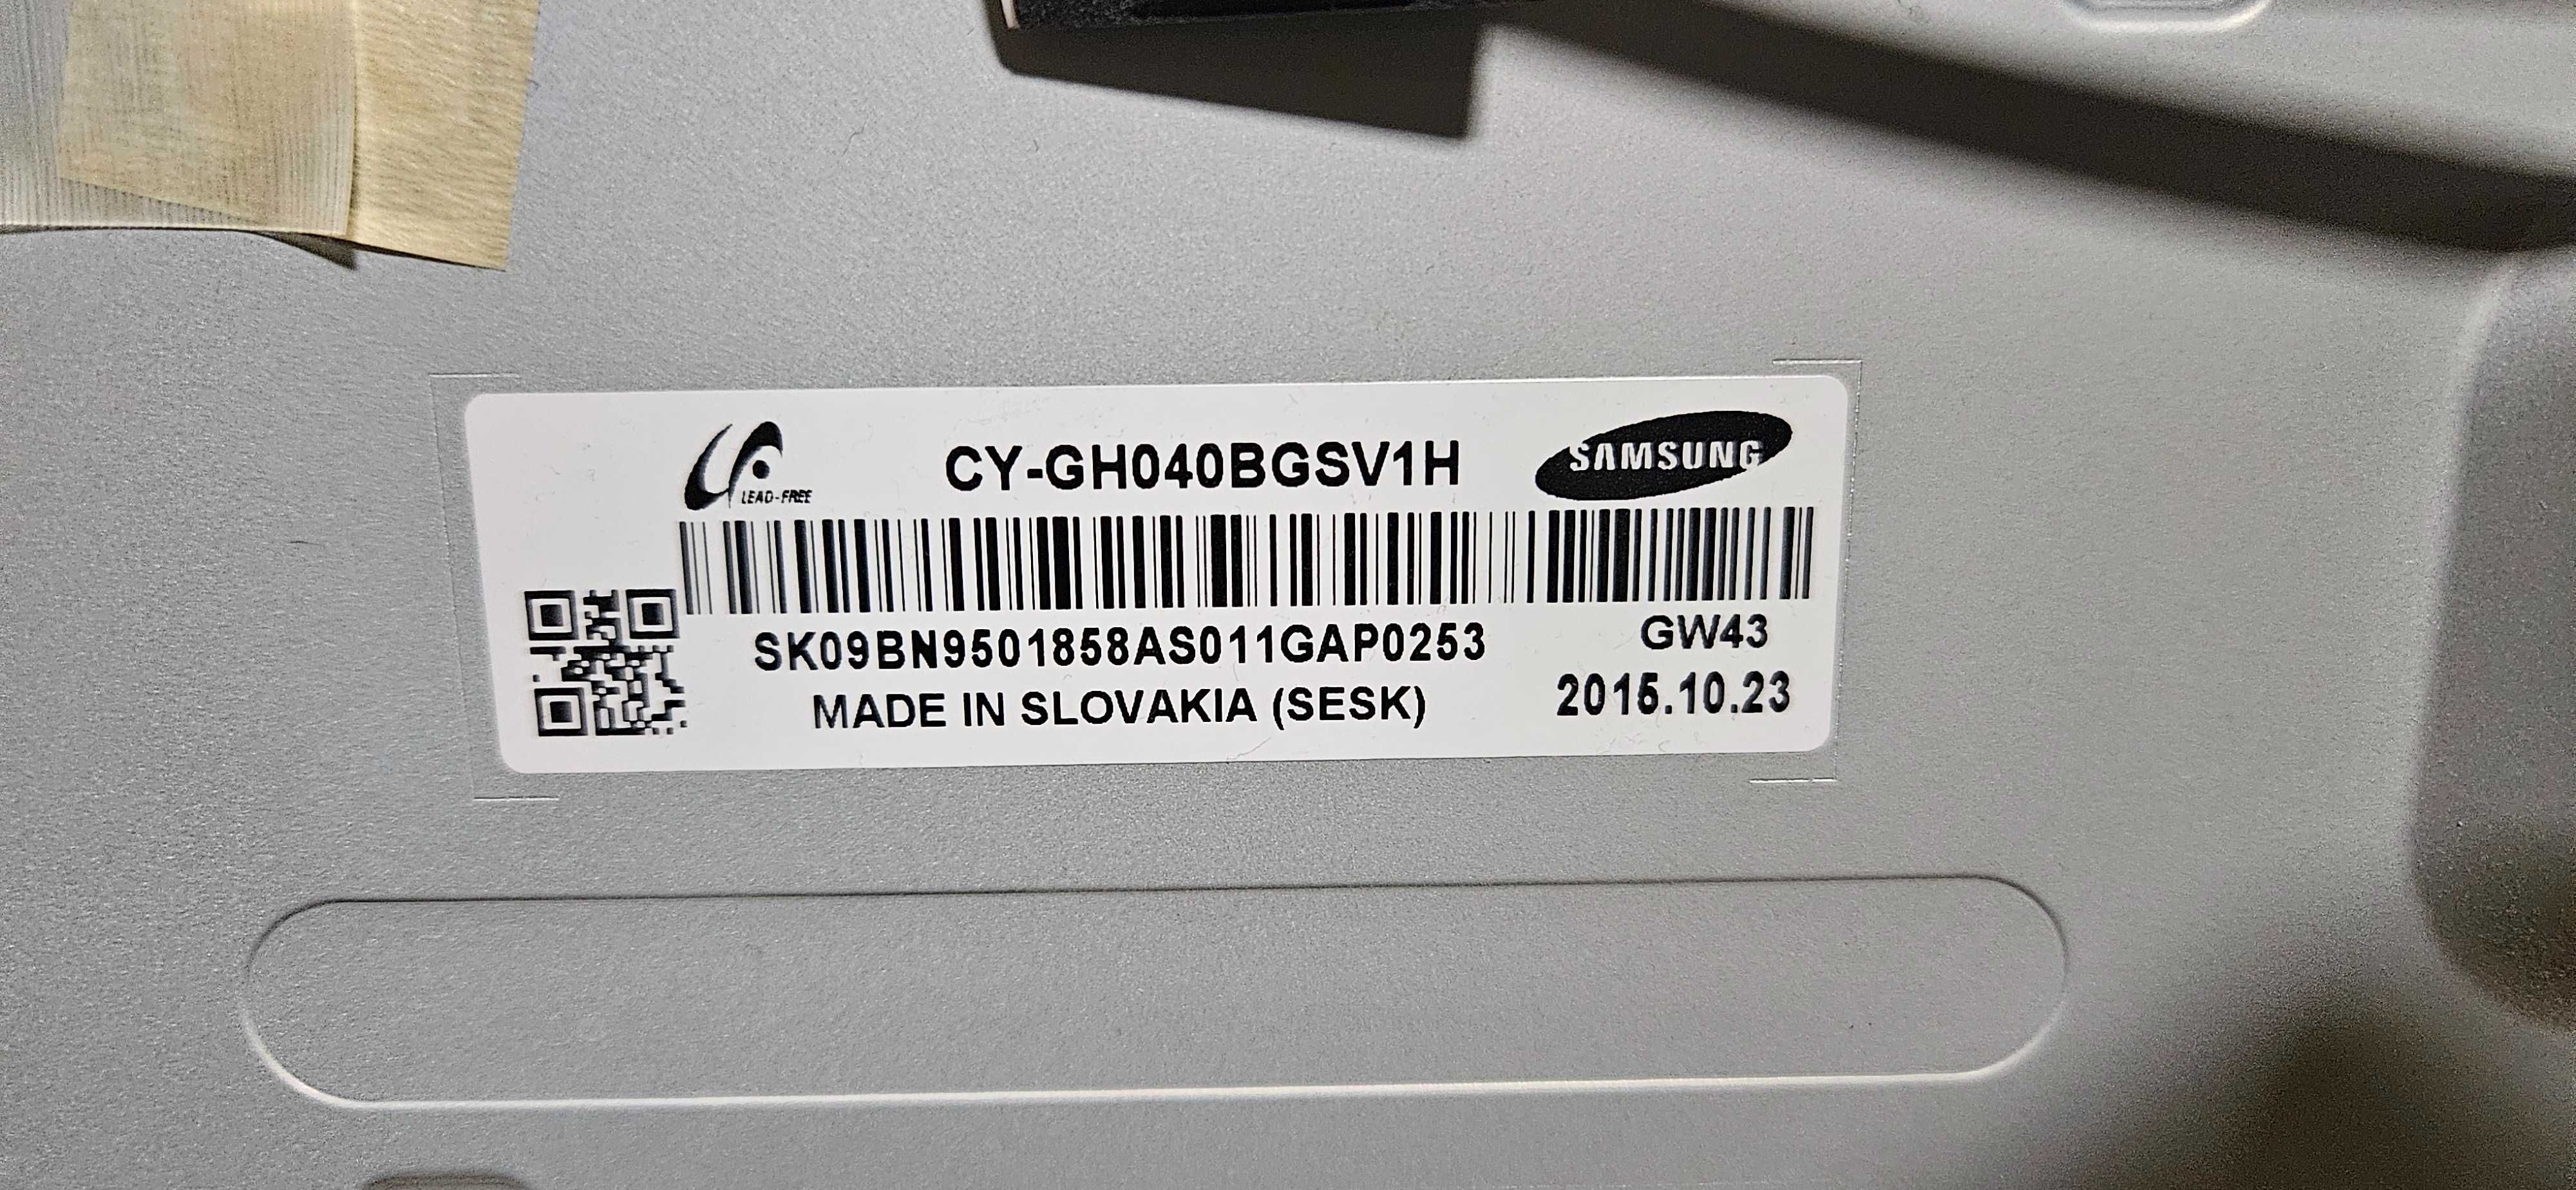 LEAD-FREE
CY-GH040BGSV1H
SAMSUNG
SK09BN9501858AS011GAP0253
GW43
MADE IN SLOVAKIA (SESK)
2015.10.23